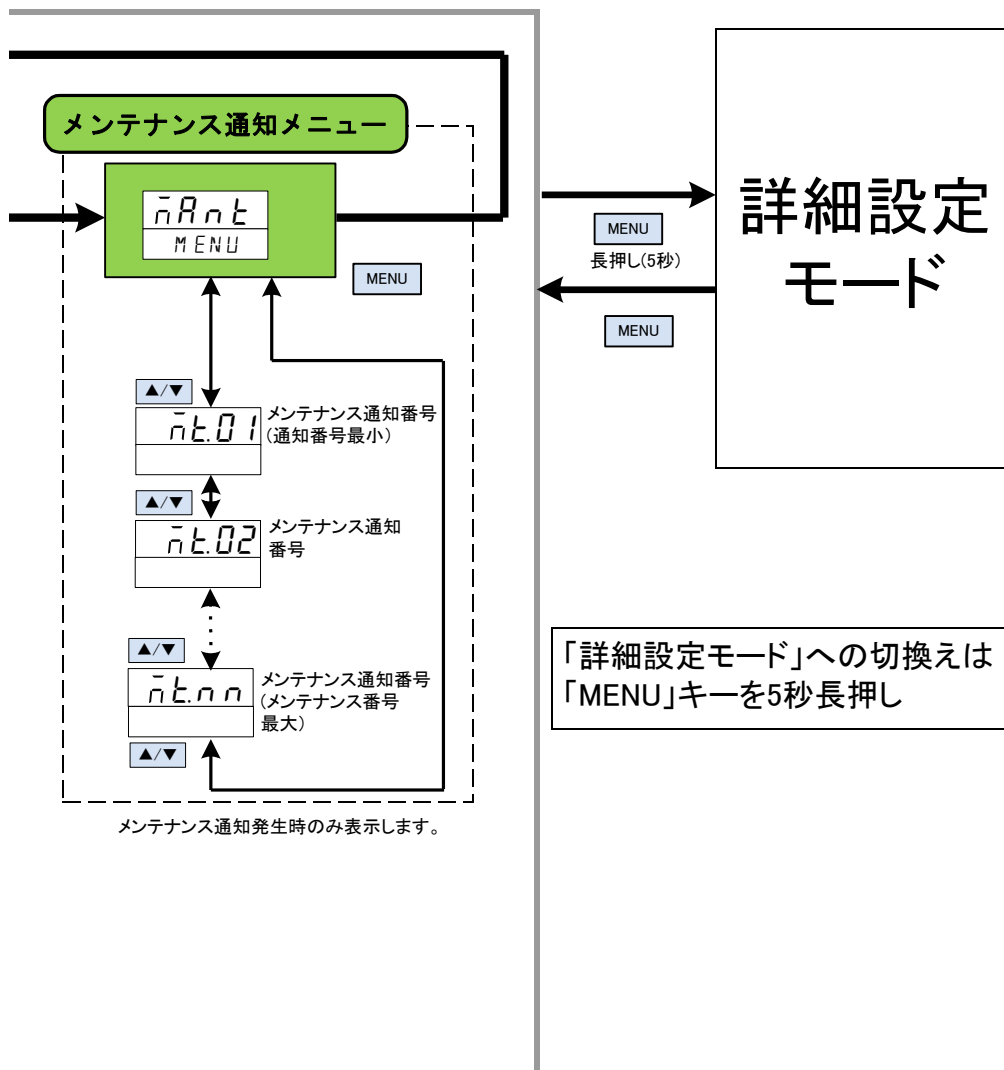 メンテナンス通知メニュー
m̄Ant
MENU
MENU
▲/▼
m̄t.01
メンテナンス通知番号
(通知番号最小)
▲/▼
m̄t.02
メンテナンス通知
番号
▲/▼
m̄t.nn
メンテナンス通知番号
(メンテナンス番号
最大)
▲/▼
メンテナンス通知発生時のみ表示します。
MENU
長押し(5秒)
MENU
詳細設定
モード
「詳細設定モード」への切換えは
「MENU」キーを5秒長押し